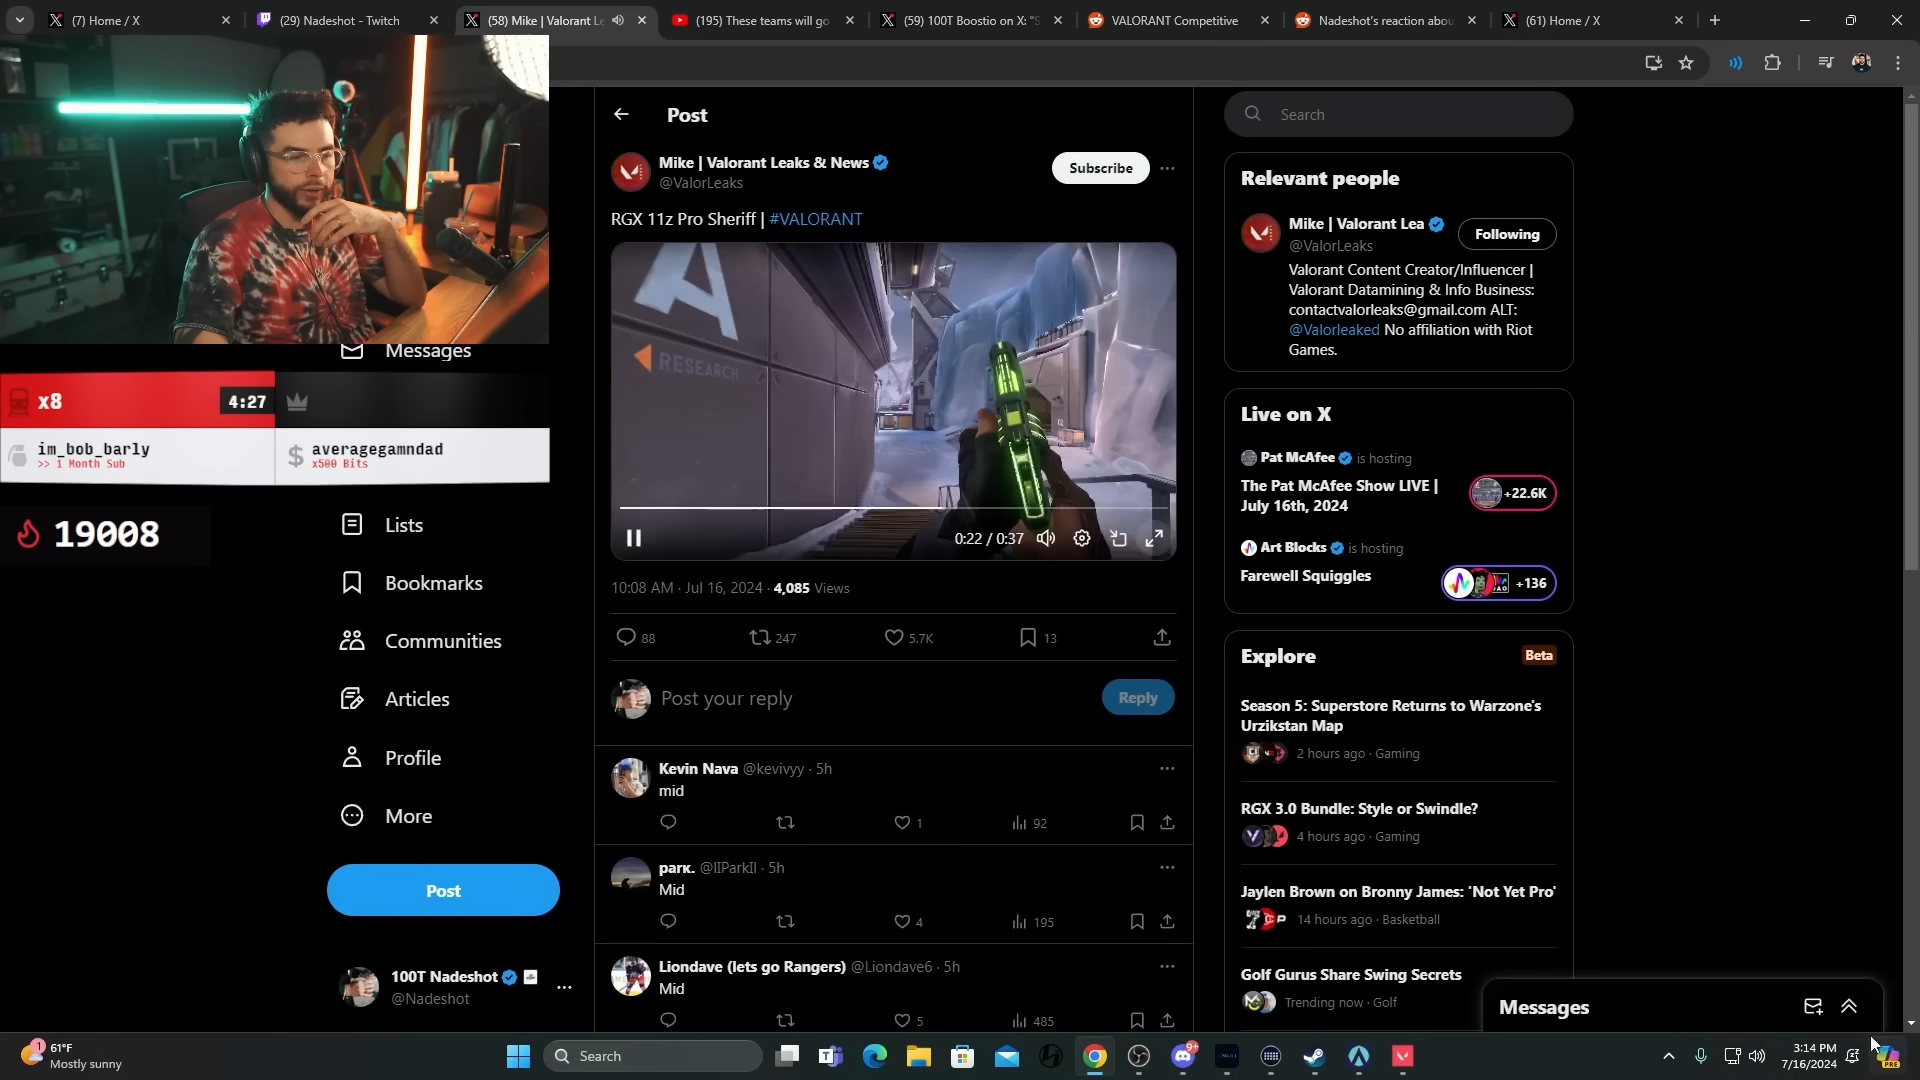 (7) Home / X
(29) Nadeshot - Twitch
(58) Mike | Valorant Le
(195) These teams will go
(59) 100T Boostio on X: "S
VALORANT Competitive
Nadeshot's reaction abou
(61) Home / X
Post
Search
Mike | Valorant Leaks & News
@ValorLeaks
Subscribe
RGX 11z Pro Sheriff | #VALORANT
A
RESEARCH
0:22 / 0:37
10:08 AM · Jul 16, 2024 · 4,085 Views
88
247
5.7K
13
Post your reply
Reply
Kevin Nava @kevivyy · 5h
mid
1
92
park. @lIParkIl · 5h
Mid
4
195
Liondave (lets go Rangers) @Liondave6 · 5h
Mid
5
485
Messages
x8
4:27
im_bob_barly
>> 1 Month Sub
averagegamndad
x500 Bits
19008
Lists
Bookmarks
Communities
Articles
Profile
More
Post
100T Nadeshot
@Nadeshot
Relevant people
Mike | Valorant Lea
@ValorLeaks
Following
Valorant Content Creator/Influencer |
Valorant Datamining & Info Business:
contactvalorleaks@gmail.com ALT:
@Valorleaked No affiliation with Riot
Games.
Live on X
Pat McAfee is hosting
The Pat McAfee Show LIVE |
July 16th, 2024
+22.6K
Art Blocks is hosting
Farewell Squiggles
+136
Explore
Beta
Season 5: Superstore Returns to Warzone's
Urzikstan Map
2 hours ago · Gaming
RGX 3.0 Bundle: Style or Swindle?
4 hours ago · Gaming
Jaylen Brown on Bronny James: 'Not Yet Pro'
14 hours ago · Basketball
Golf Gurus Share Swing Secrets
Trending now · Golf
Messages
1
61°F
Mostly sunny
Search
9+
3:14 PM
7/16/2024
PRE